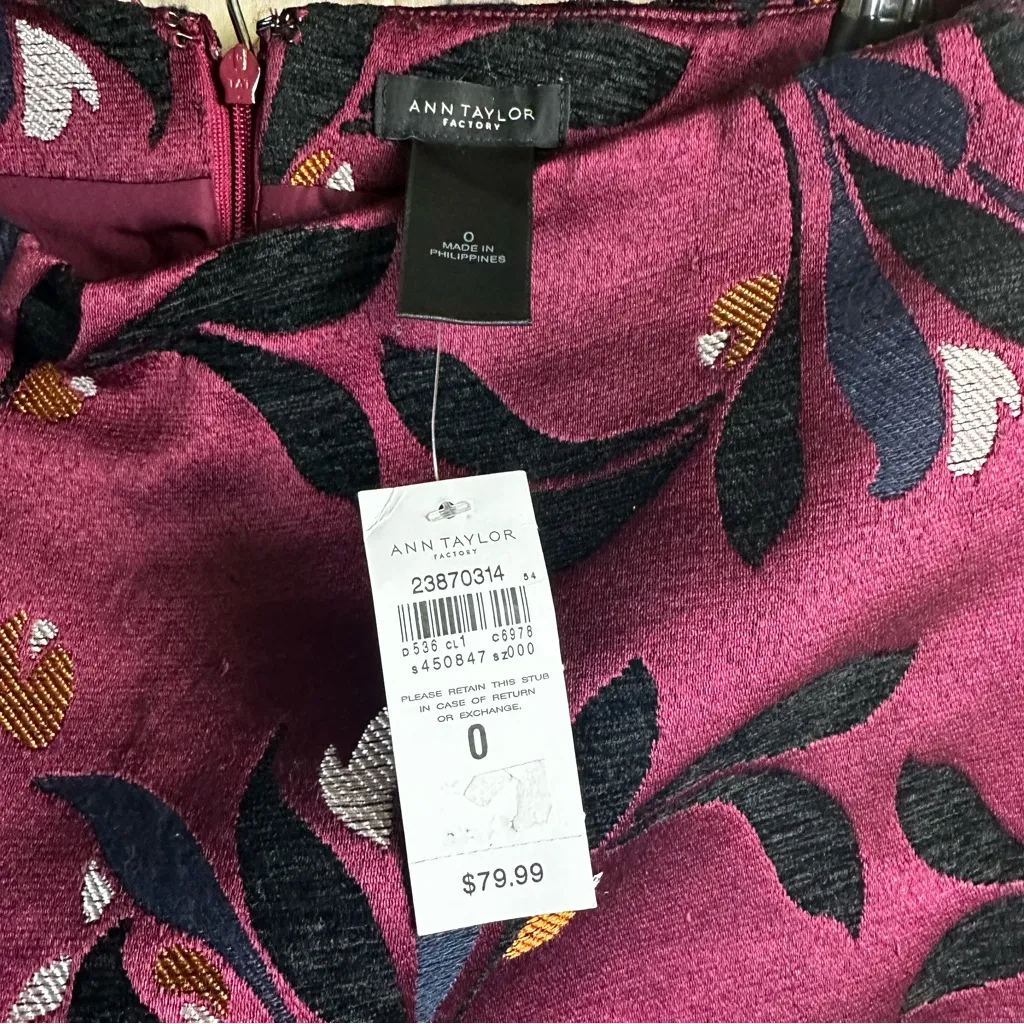 ANN TAYLOR
FACTORY
0
MADE IN
PHILIPPINES
ANN TAYLOR
FACTORY
23870314 54
D536 CL1 C6978
S450847 SZ000
PLEASE RETAIN THIS STUB
IN CASE OF RETURN
OR EXCHANGE.
0
$79.99